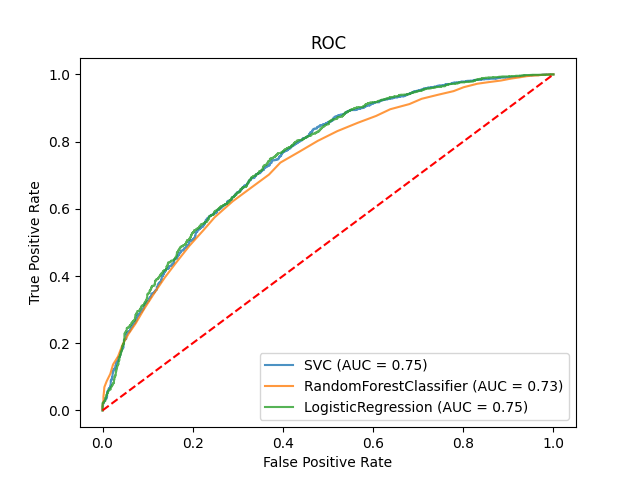 ROC
True Positive Rate
1.0
0.8
0.6
0.4
0.2
0.0
SVC (AUC = 0.75)
RandomForestClassifier (AUC = 0.73)
LogisticRegression (AUC = 0.75)
0.0 0.2 0.4 0.6 0.8 1.0
False Positive Rate